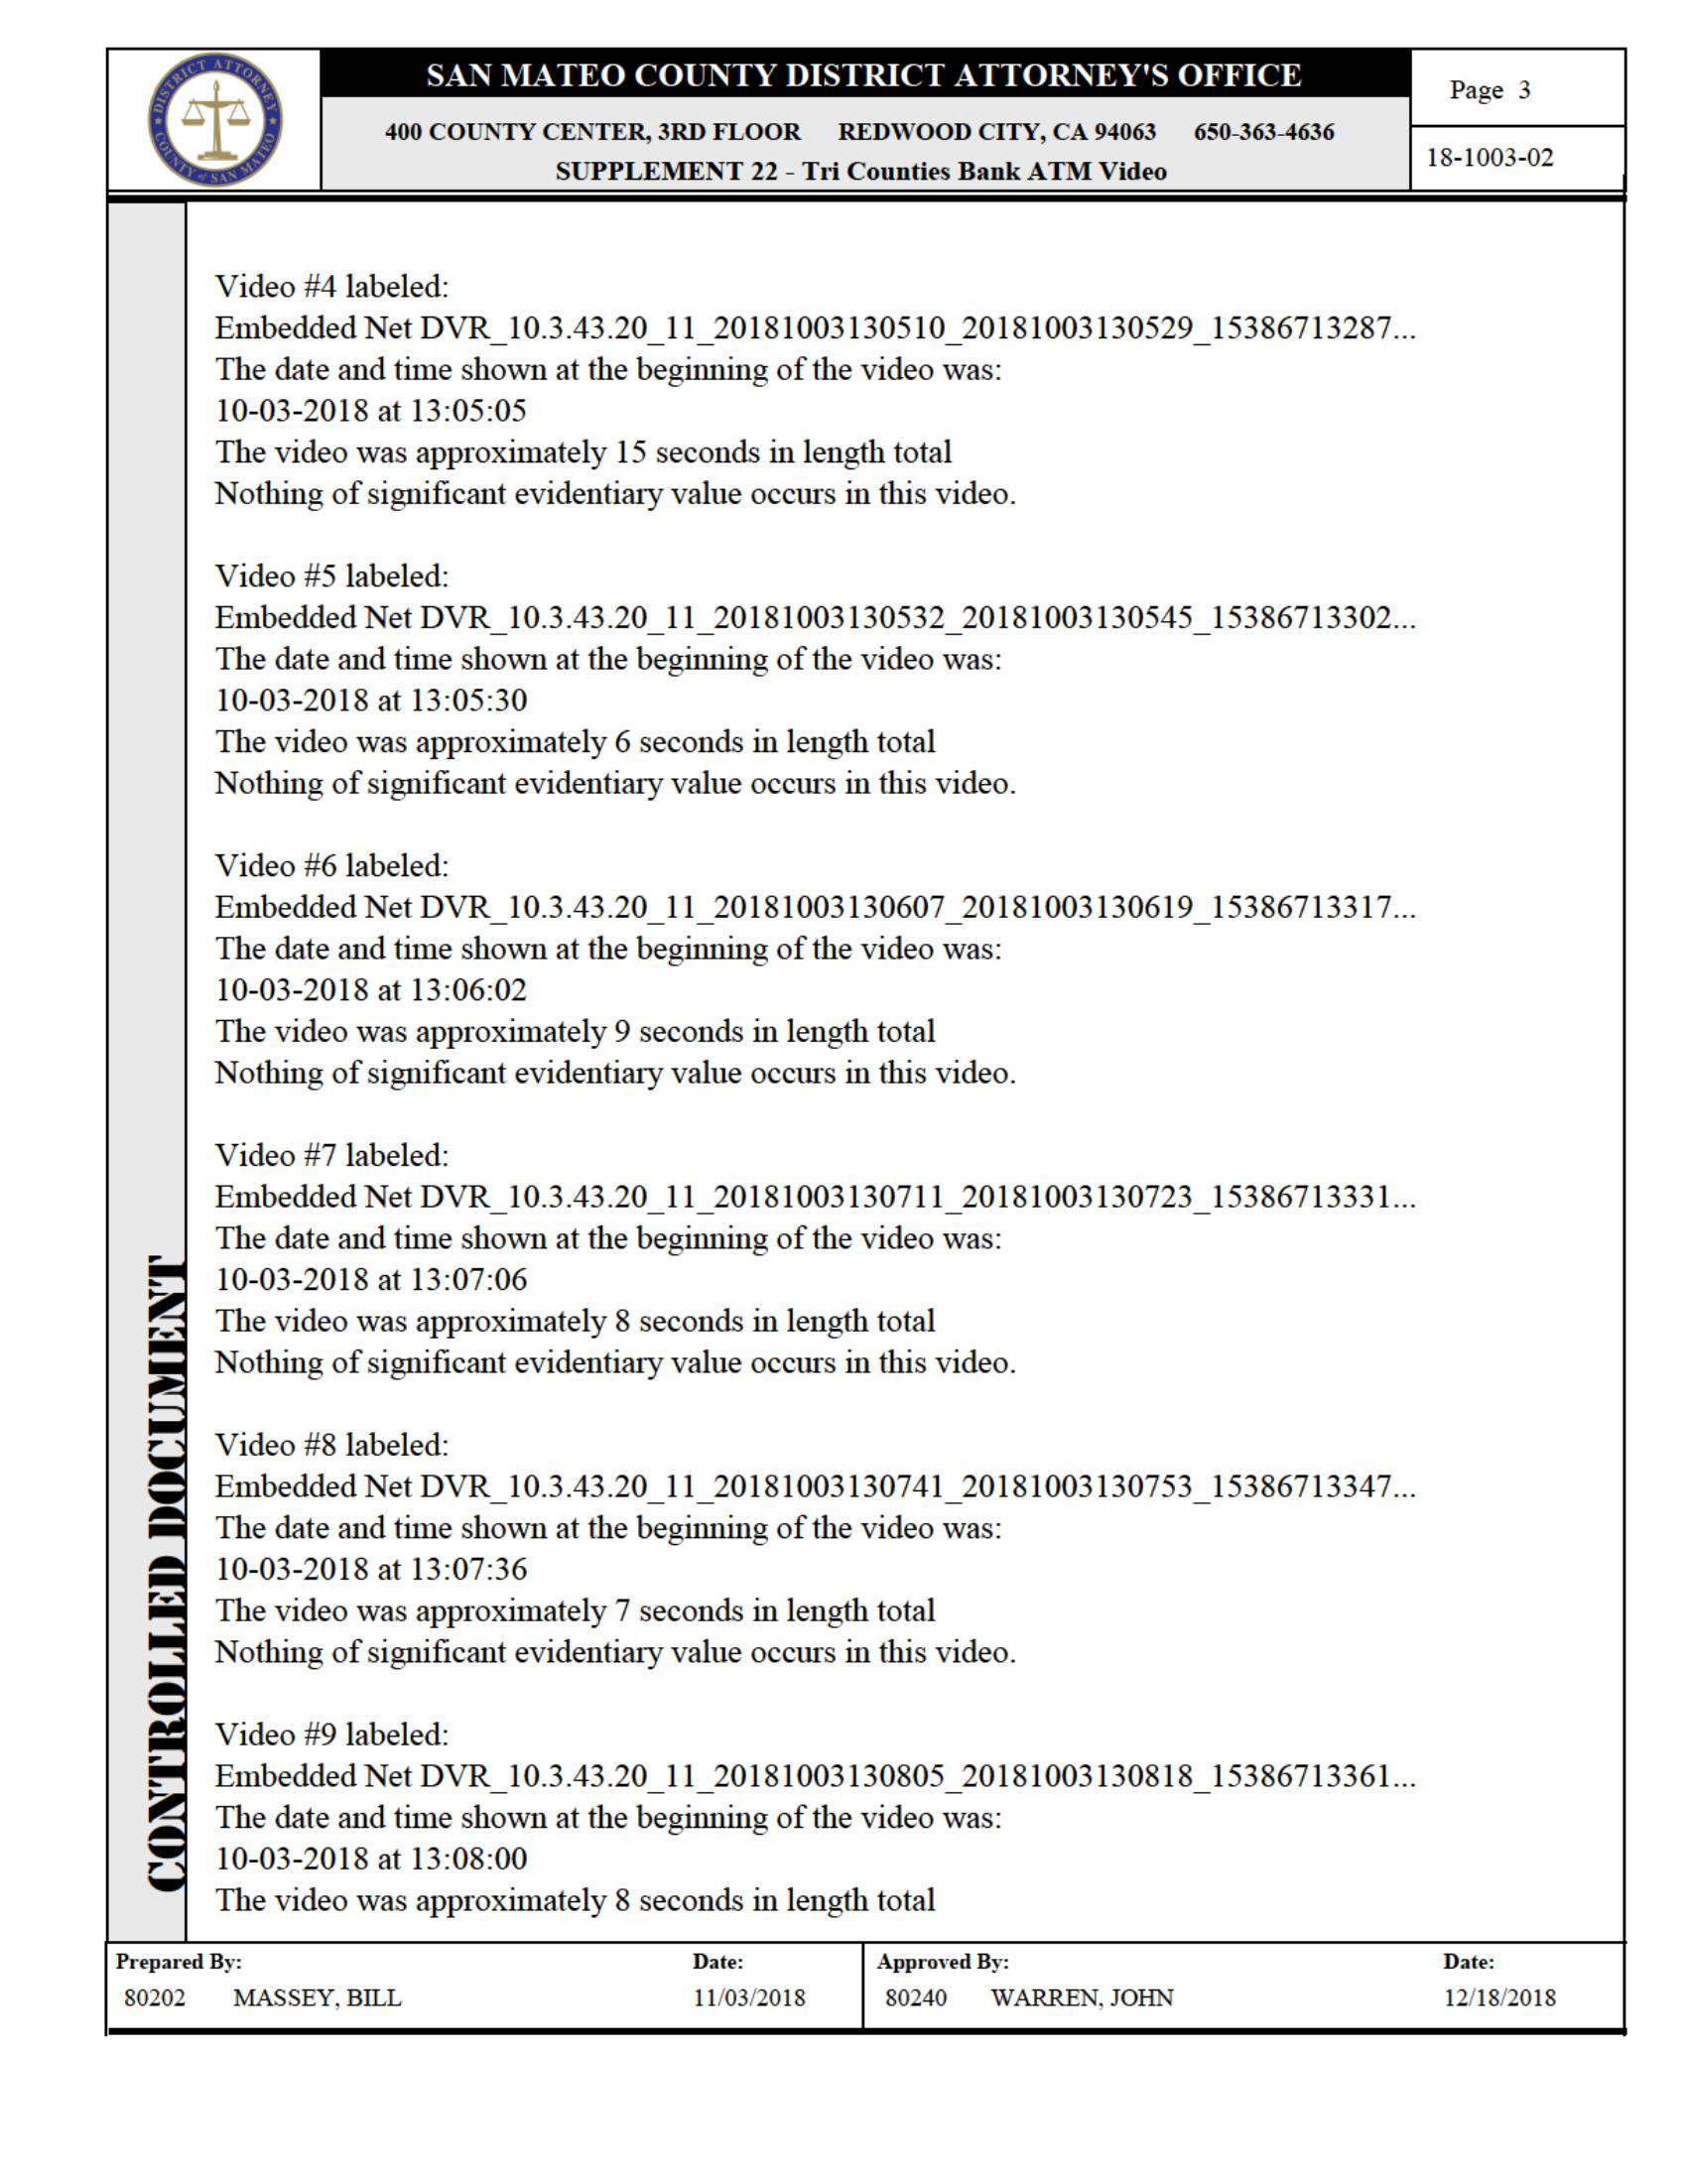 DISTRICT ATTORNEY
COUNTY of SAN MATEO
SAN MATEO COUNTY DISTRICT ATTORNEY'S OFFICE
400 COUNTY CENTER, 3RD FLOOR REDWOOD CITY, CA 94063 650-363-4636
SUPPLEMENT 22 - Tri Counties Bank ATM Video
Page 3
18-1003-02
Video #4 labeled:
Embedded Net DVR_10.3.43.20_11_20181003130510_20181003130529_15386713287...
The date and time shown at the beginning of the video was:
10-03-2018 at 13:05:05
The video was approximately 15 seconds in length total
Nothing of significant evidentiary value occurs in this video.
Video #5 labeled:
Embedded Net DVR_10.3.43.20_11_20181003130532_20181003130545_15386713302...
The date and time shown at the beginning of the video was:
10-03-2018 at 13:05:30
The video was approximately 6 seconds in length total
Nothing of significant evidentiary value occurs in this video.
Video #6 labeled:
Embedded Net DVR_10.3.43.20_11_20181003130607_20181003130619_15386713317...
The date and time shown at the beginning of the video was:
10-03-2018 at 13:06:02
The video was approximately 9 seconds in length total
Nothing of significant evidentiary value occurs in this video.
Video #7 labeled:
Embedded Net DVR_10.3.43.20_11_20181003130711_20181003130723_15386713331...
The date and time shown at the beginning of the video was:
10-03-2018 at 13:07:06
The video was approximately 8 seconds in length total
Nothing of significant evidentiary value occurs in this video.
Video #8 labeled:
Embedded Net DVR_10.3.43.20_11_20181003130741_20181003130753_15386713347...
The date and time shown at the beginning of the video was:
10-03-2018 at 13:07:36
The video was approximately 7 seconds in length total
Nothing of significant evidentiary value occurs in this video.
Video #9 labeled:
Embedded Net DVR_10.3.43.20_11_20181003130805_20181003130818_15386713361...
The date and time shown at the beginning of the video was:
10-03-2018 at 13:08:00
The video was approximately 8 seconds in length total
CONTROLLED DOCUMENT
Prepared By: Date: Approved By: Date:
80202 MASSEY, BILL 11/03/2018 80240 WARREN, JOHN 12/18/2018